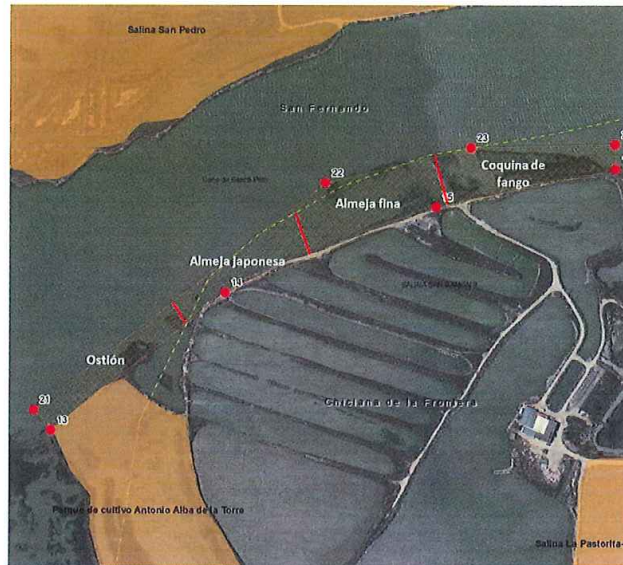 Salina San Pedro
San Fernando
23
Coquina de
fango
22
Almeja fina
15
Almeja japonesa
14
Ostión
21
13
Chiclana de la Frontera
Parque de cultivo Antonio Alba de la Torre
Salina La Pastorita-